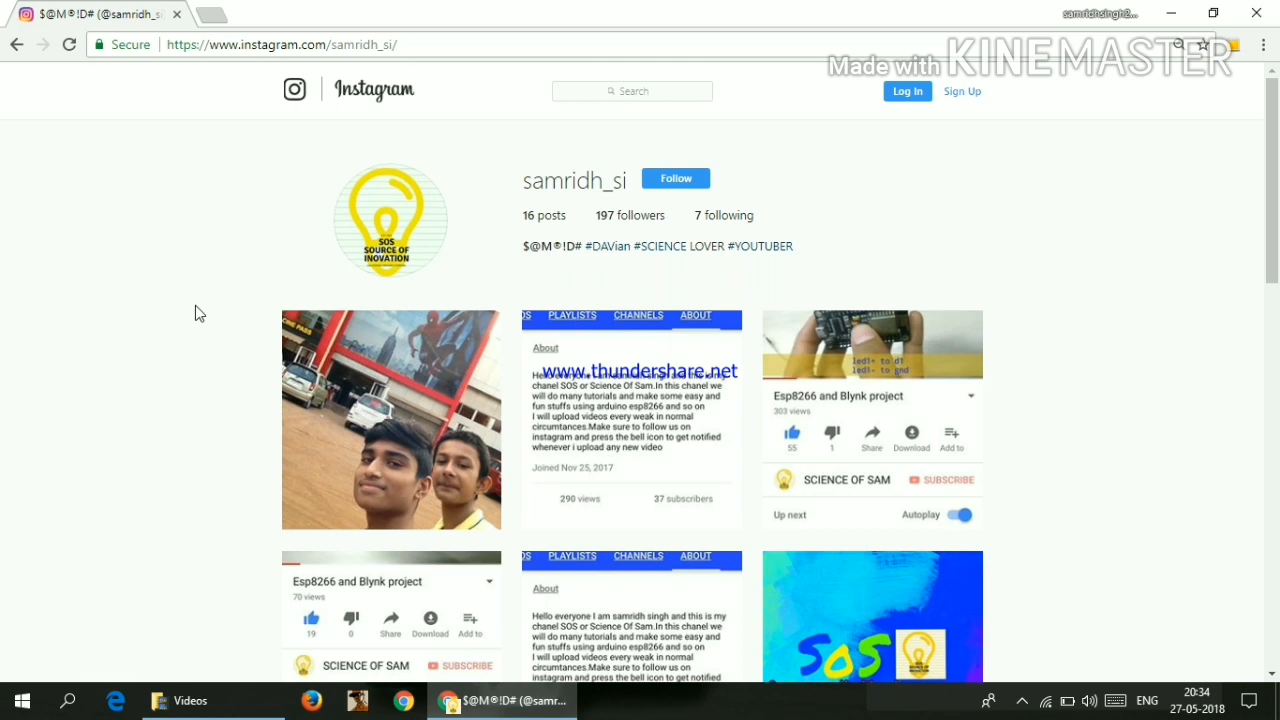 $@M®!D# (@samridh_si
samridhsingh2...
Secure
https://www.instagram.com/samridh_si/
Made with KINEMASTER
Instagram
Search
Log In
Sign Up
samridh_si
Follow
16 posts
197 followers
7 following
$@M®!D# #DAVian #SCIENCE LOVER #YOUTUBER
SOS
SOURCE OF
INOVATION
PLAYLISTS
CHANNELS
ABOUT
About
www.thundershare.net
chanel SOS or Science Of Sam.In this chanel we
will do many tutorials and make some easy and
fun stuffs using arduino esp8266 and so on
I will upload videos every weak in normal
circumtances.Make sure to follow us on
instagram and press the bell icon to get notified
whenever i upload any new video
Joined Nov 25, 2017
290 views
37 subscribers
led1+ to d1
led1- to gnd
Esp8266 and Blynk project
303 views
55
1
Share
Download
Add to
SCIENCE OF SAM
SUBSCRIBE
Up next
Autoplay
Esp8266 and Blynk project
70 views
19
0
Share
Download
Add to
SCIENCE OF SAM
SUBSCRIBE
PLAYLISTS
CHANNELS
ABOUT
About
Hello everyone I am samridh singh and this is my
chanel SOS or Science Of Sam.In this chanel we
will do many tutorials and make some easy and
fun stuffs using arduino esp8266 and so on
I will upload videos every weak in normal
circumtances.Make sure to follow us on
instagram and press the bell icon to get notified
SOS
Videos
$@M®!D# (@samr...
ENG
20:34
27-05-2018